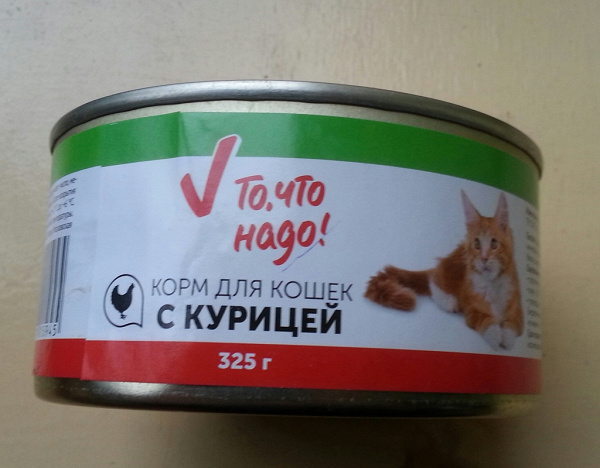 То, что
надо!
КОРМ ДЛЯ КОШЕК
С КУРИЦЕЙ
325 г